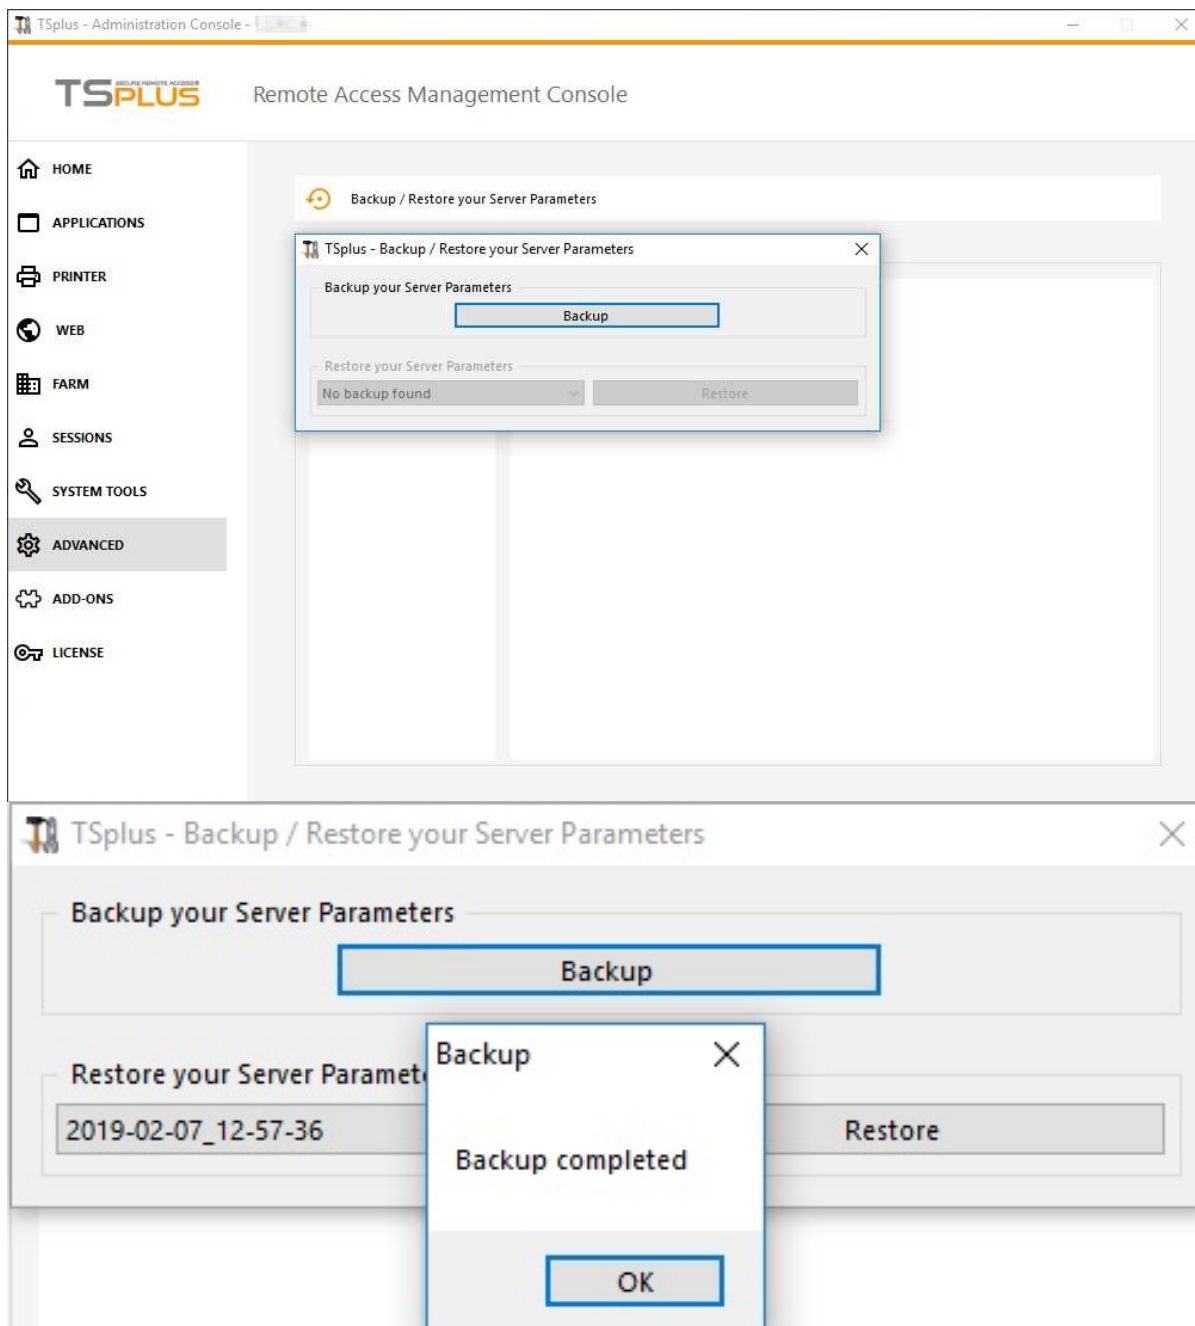 TSplus - Administration Console -
TSPLUS
SECURE REMOTE ACCESS
Remote Access Management Console
HOME
APPLICATIONS
PRINTER
WEB
FARM
SESSIONS
SYSTEM TOOLS
ADVANCED
ADD-ONS
LICENSE
Backup / Restore your Server Parameters
TSplus - Backup / Restore your Server Parameters
Backup your Server Parameters
Backup
Restore your Server Parameters
No backup found
Restore
TSplus - Backup / Restore your Server Parameters
Backup your Server Parameters
Backup
Restore your Server Paramet
2019-02-07_12-57-36
Restore
Backup
Backup completed
OK